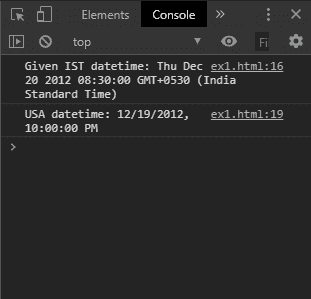 Elements Console »
top Fi
Given IST datetime: Thu Dec ex1.html:16
20 2012 08:30:00 GMT+0530 (India
Standard Time)
USA datetime: 12/19/2012, ex1.html:19
10:00:00 PM
>